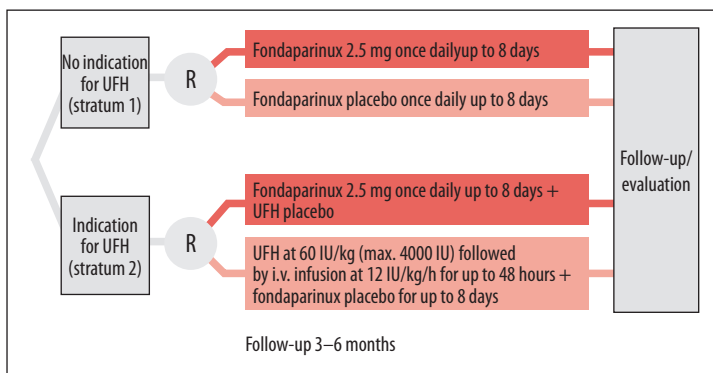 No indication
for UFH
(stratum 1)
R
Fondaparinux 2.5 mg once dailyup to 8 days
Fondaparinux placebo once daily up to 8 days
Follow-up/
evaluation
Indication
for UFH
(stratum 2)
R
Fondaparinux 2.5 mg once daily up to 8 days +
UFH placebo
UFH at 60 IU/kg (max. 4000 IU) followed
by i.v. infusion at 12 IU/kg/h for up to 48 hours +
fondaparinux placebo for up to 8 days
Follow-up 3–6 months